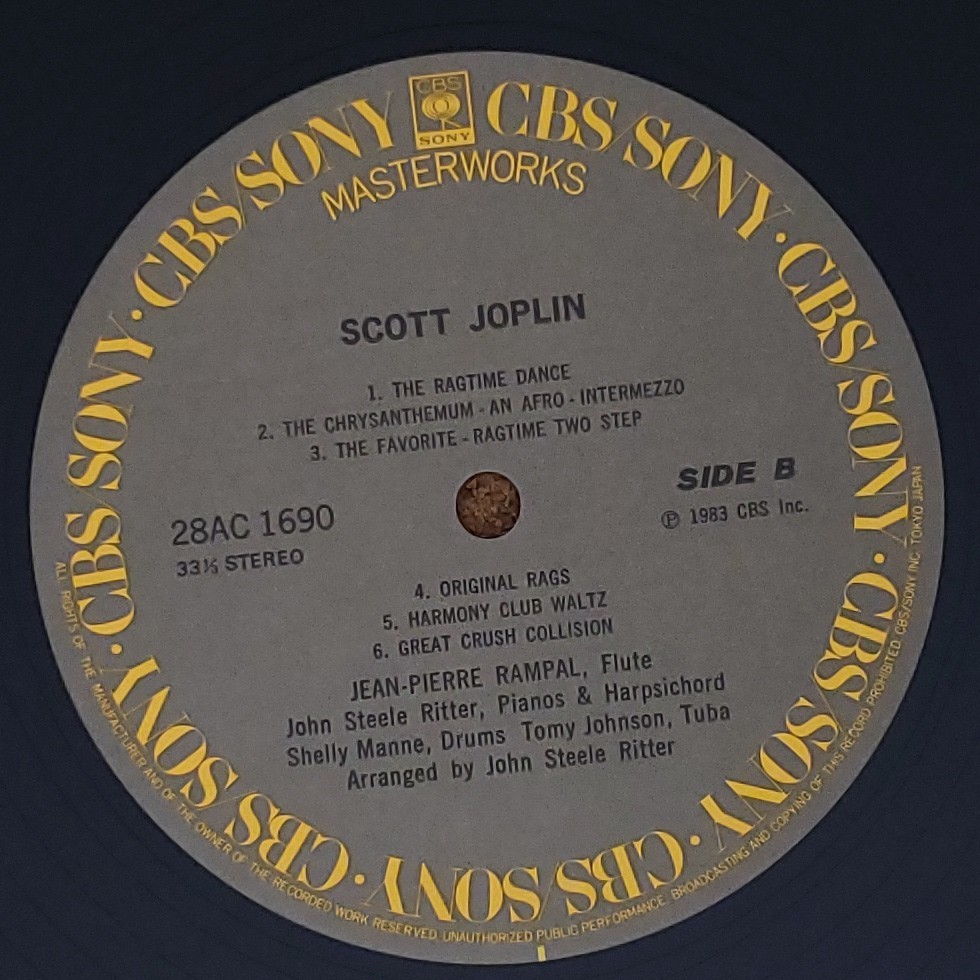 CBS/SONY · CBS/SONY · CBS/SONY · CBS/SONY · CBS/SONY · CBS/SONY · CBS/SONY · CBS/SONY
CBS
SONY
MASTERWORKS
SCOTT JOPLIN
1. THE RAGTIME DANCE
2. THE CHRYSANTHEMUM - AN AFRO - INTERMEZZO
3. THE FAVORITE - RAGTIME TWO STEP
28AC 1690
33⅓ STEREO
SIDE B
Ⓟ 1983 CBS Inc.
4. ORIGINAL RAGS
5. HARMONY CLUB WALTZ
6. GREAT CRUSH COLLISION
JEAN-PIERRE RAMPAL, Flute
John Steele Ritter, Pianos & Harpsichord
Shelly Manne, Drums Tomy Johnson, Tuba
Arranged by John Steele Ritter
ALL RIGHTS OF THE MANUFACTURER AND OF THE OWNER OF THE RECORDED WORK RESERVED. UNAUTHORIZED PUBLIC PERFORMANCE, BROADCASTING AND COPYING OF THIS RECORD PROHIBITED. CBS/SONY INC. TOKYO JAPAN